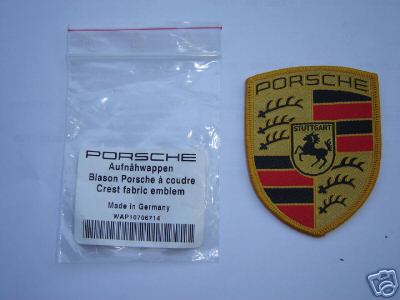 PORSCHE
Aufnähwappen
Blason Porsche à coudre
Crest fabric emblem
Made in Germany
WAP10706714
PORSCHE
STUTTGART